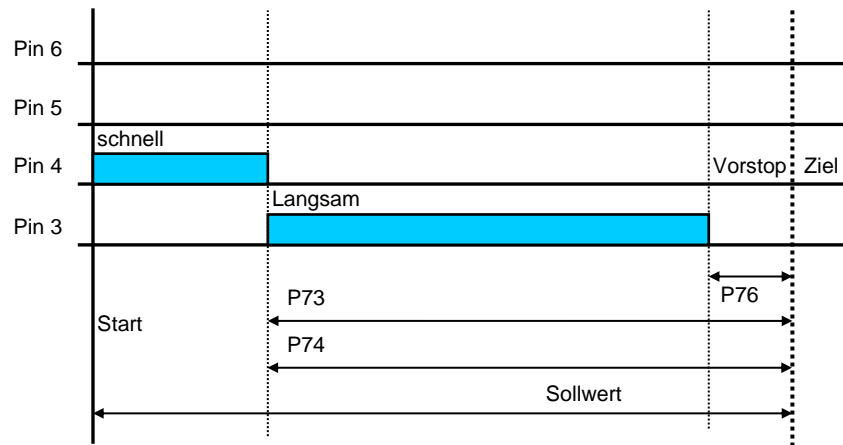 Pin 6
Pin 5
schnell
Pin 4
Vorstop
Ziel
Langsam
Pin 3
P73
P76
Start
P74
Sollwert